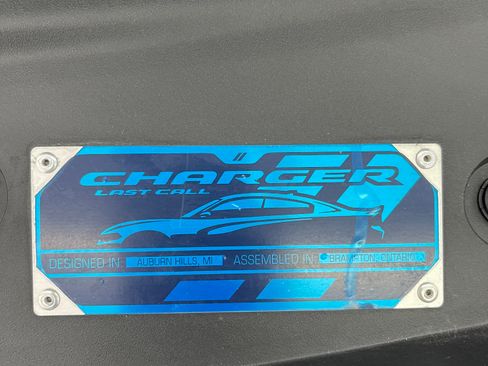 CHARGER
LAST CALL
DESIGNED IN: AUBURN HILLS, MI ASSEMBLED IN: BRAMPTON, ONTARIO